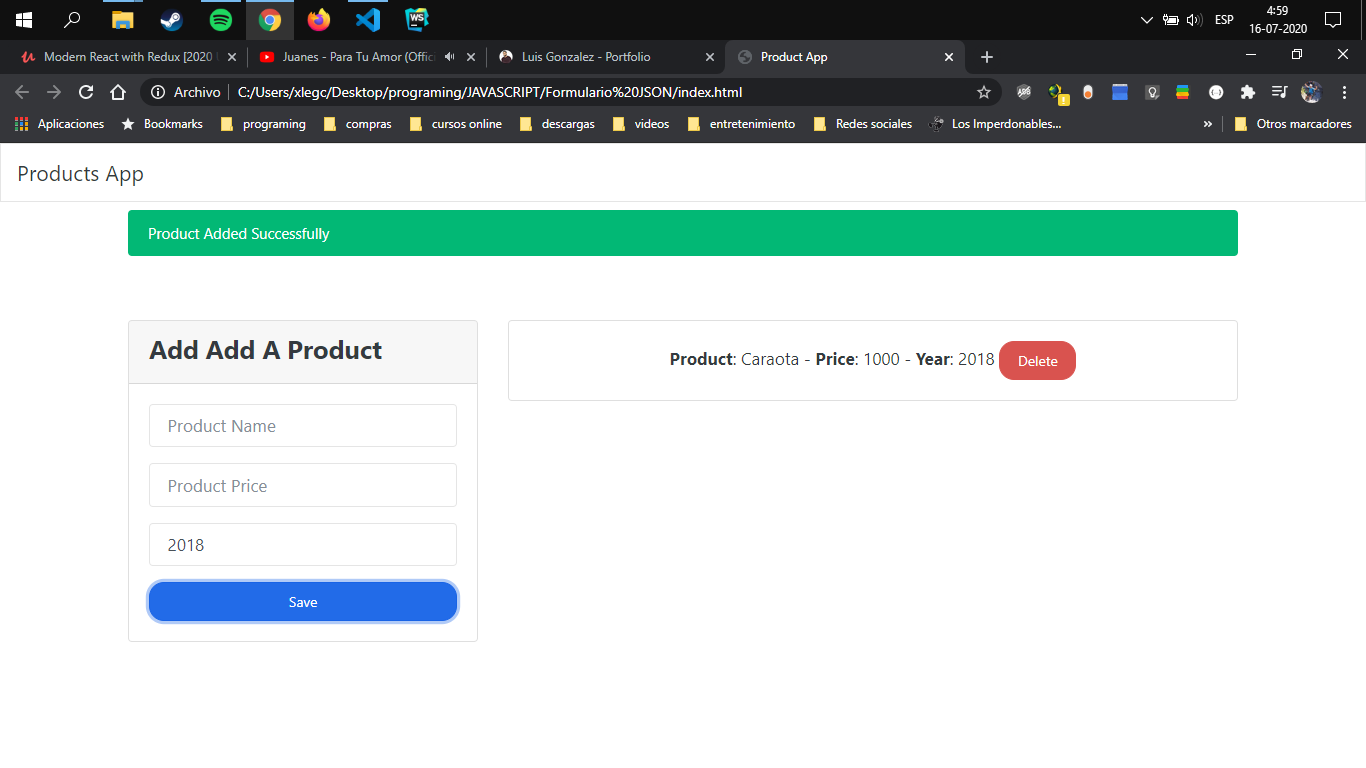 ESP
4:59
16-07-2020
WS
Modern React with Redux [2020
Juanes - Para Tu Amor (Offic
Luis Gonzalez - Portfolio
Product App
Archivo
C:/Users/xlegc/Desktop/programing/JAVASCRIPT/Formulario%20JSON/index.html
Aplicaciones
Bookmarks
programing
compras
cursos online
descargas
videos
entretenimiento
Redes sociales
Los Imperdonables...
»
Otros marcadores
Products App
Product Added Successfully
Add Add A Product
Product Name
Product Price
2018
Save
Product: Caraota - Price: 1000 - Year: 2018
Delete